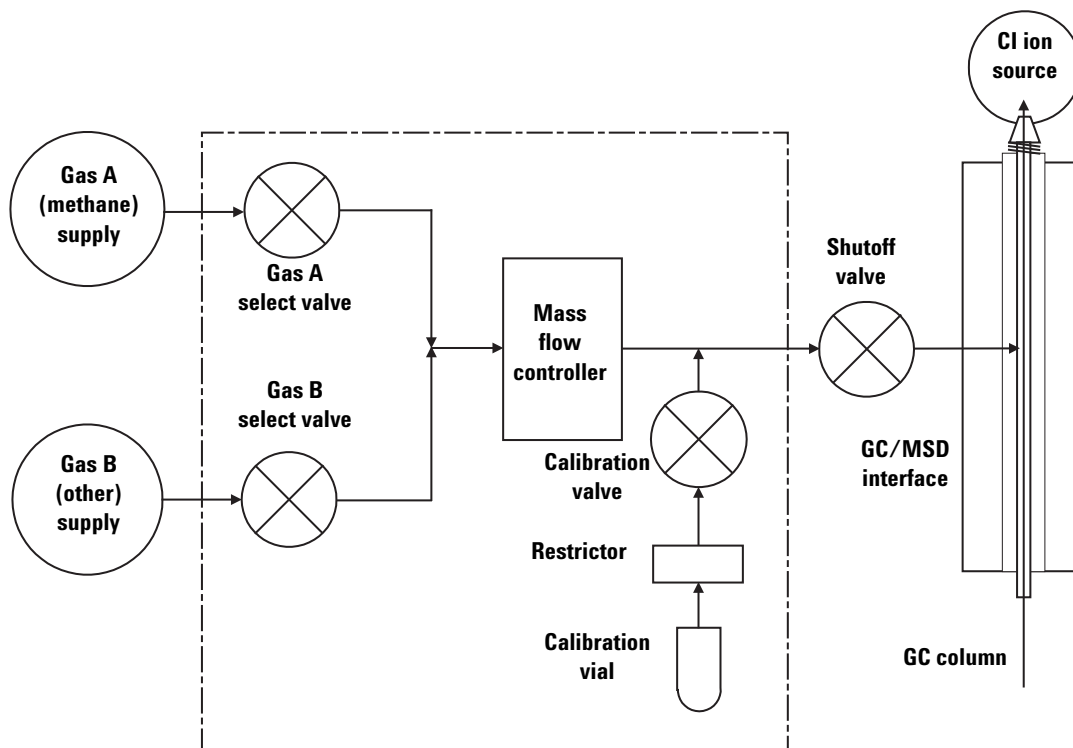 CI ion
source
Gas A
(methane)
supply
Gas A
select valve
Shutoff
valve
Mass
flow
controller
Gas B
select valve
Gas B
(other)
supply
Calibration
valve
GC/MSD
interface
Restrictor
Calibration
vial
GC column